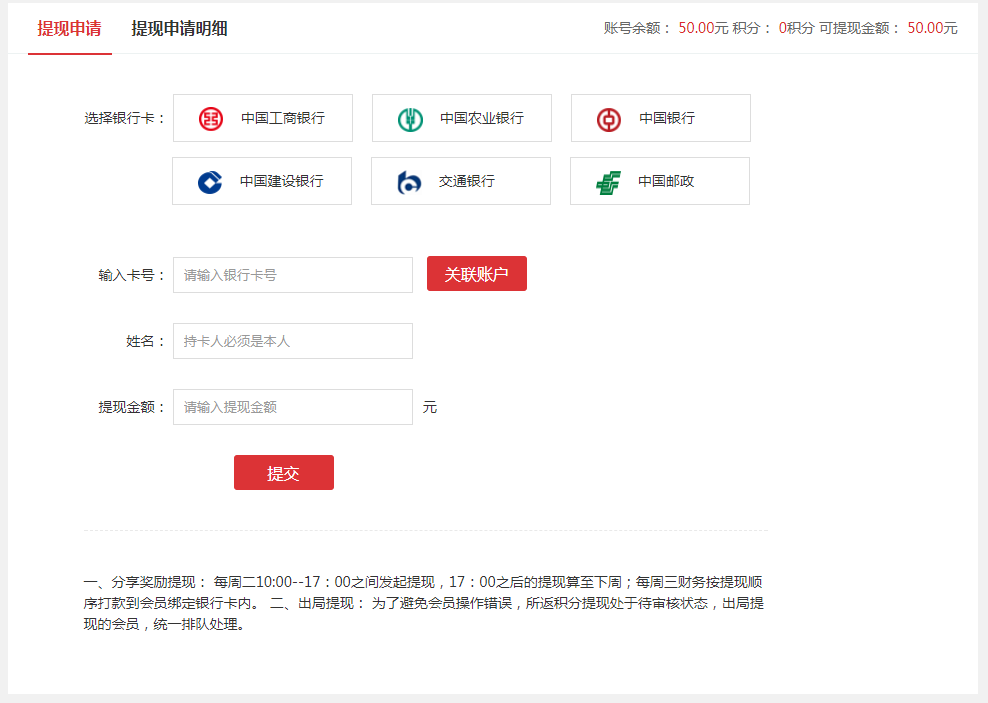 提现申请 提现申请明细 账号余额： 50.00元 积分： 0积分 可提现金额： 50.00元
选择银行卡： 中国工商银行 中国农业银行 中国银行
中国建设银行 交通银行 中国邮政
输入卡号： 请输入银行卡号 关联账户
姓名： 持卡人必须是本人
提现金额： 请输入提现金额 元
提交
一、分享奖励提现： 每周二10:00--17：00之间发起提现，17：00之后的提现算至下周；每周三财务按提现顺
序打款到会员绑定银行卡内。 二、出局提现： 为了避免会员操作错误，所返积分提现处于待审核状态，出局提
现的会员，统一排队处理。